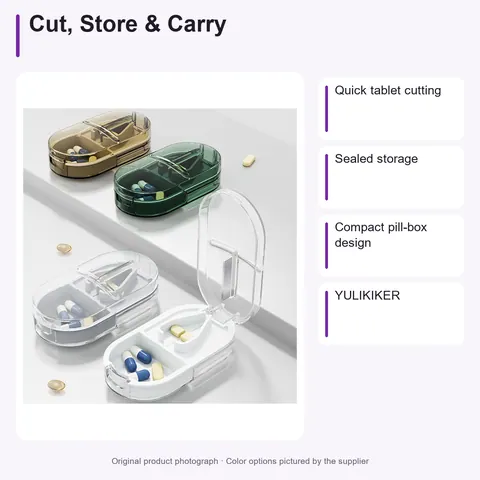 Cut, Store & Carry
Quick tablet cutting
Sealed storage
Compact pill-box
design
YULIKIKER
Original product photograph · Color options pictured by the supplier